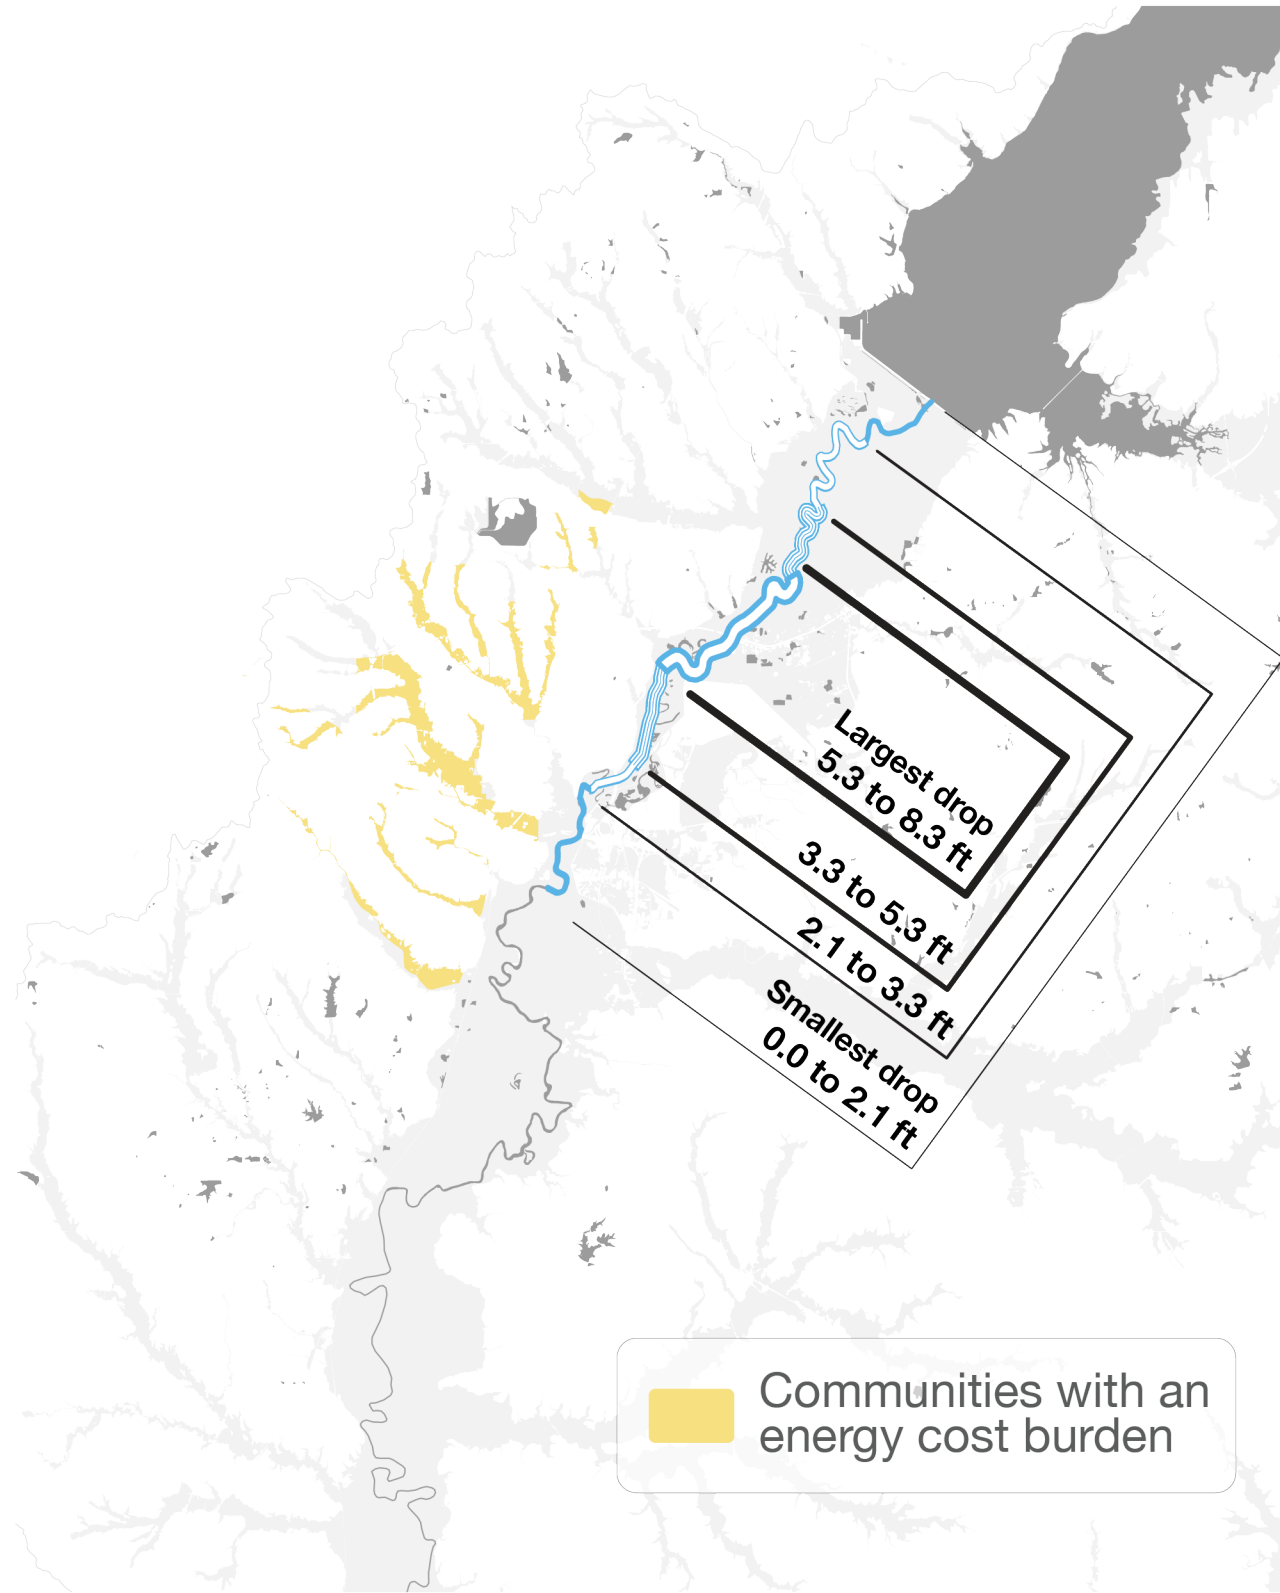 Largest drop
5.3 to 8.3 ft
3.3 to 5.3 ft
2.1 to 3.3 ft
Smallest drop
0.0 to 2.1 ft
Communities with an
energy cost burden